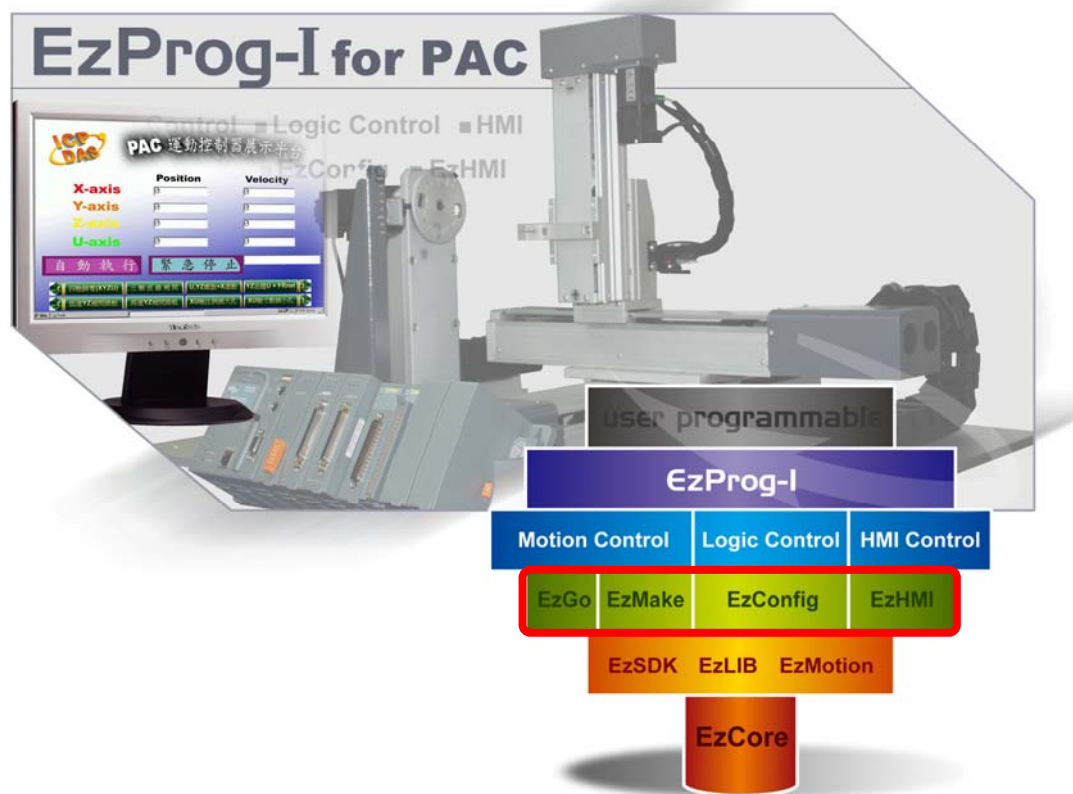 EzProg-I for PAC
Control ■ Logic Control ■ HMI
■ EzConfig ■ EzHMI
ICP DAS
PAC 運動控制器展示平台
Position Velocity
X-axis
Y-axis
Z-axis
U-axis
自動執行 緊急停止
user programmable
EzProg-I
Motion Control Logic Control HMI Control
EzGo EzMake EzConfig EzHMI
EzSDK EzLIB EzMotion
EzCore